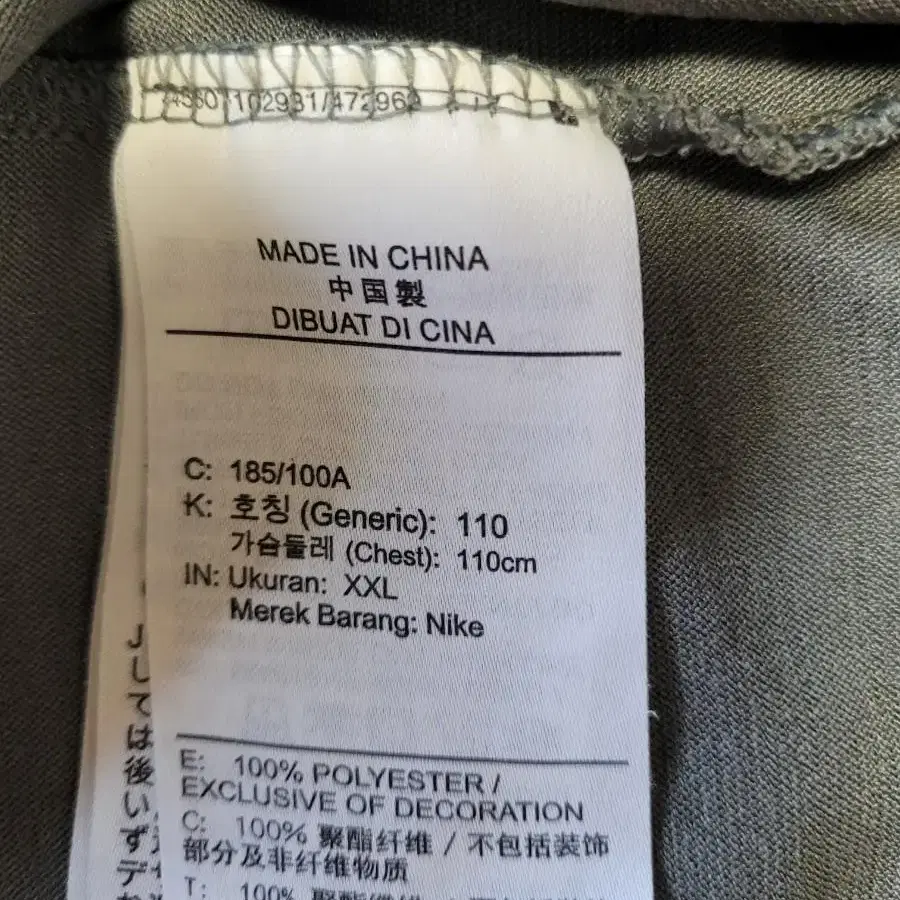 MADE IN CHINA
中国製
DIBUAT DI CINA
C: 185/100A
K: 호칭 (Generic): 110
가슴둘레 (Chest): 110cm
IN: Ukuran: XXL
Merek Barang: Nike
E: 100% POLYESTER /
EXCLUSIVE OF DECORATION
C: 100% 聚酯纤维 / 不包括装饰
部分及非纤维物质
T: 100%